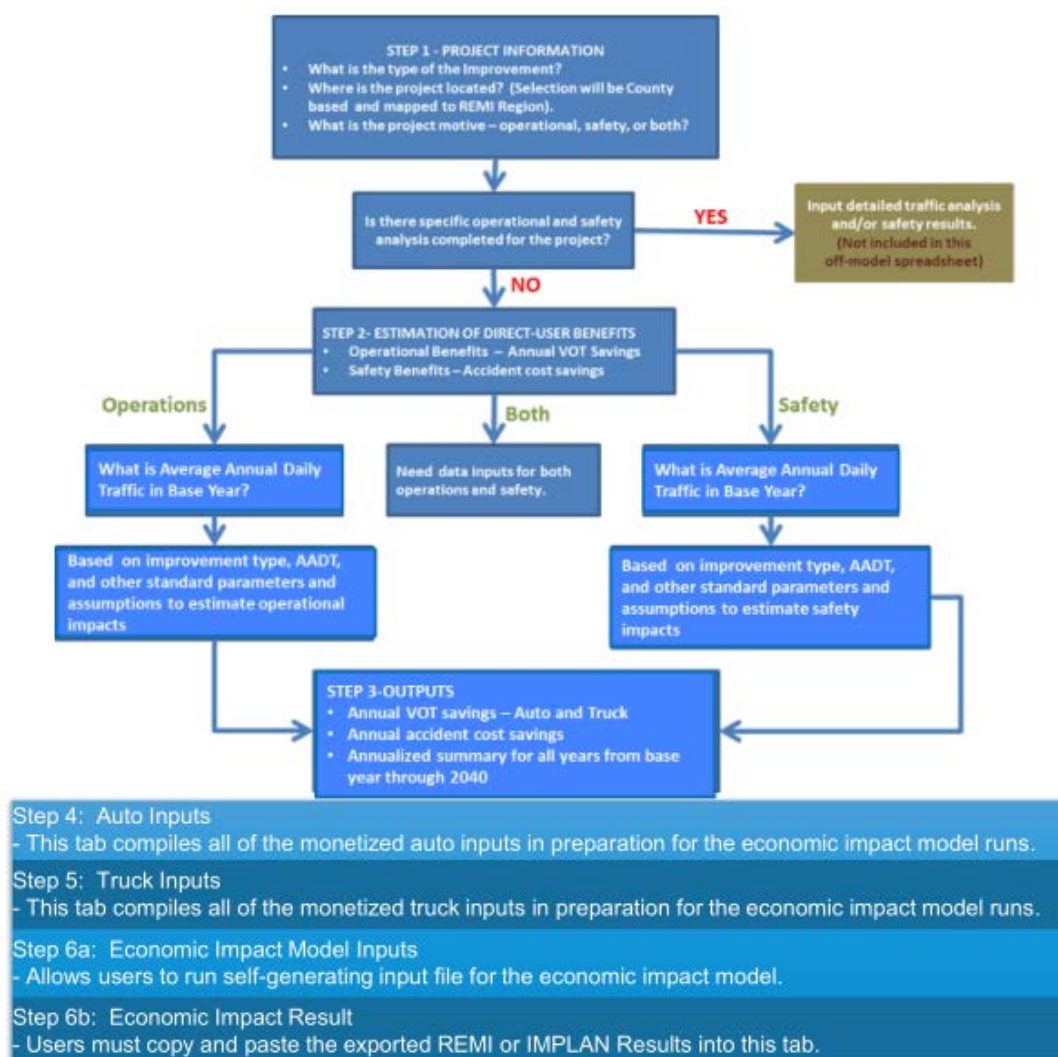 STEP 1 - PROJECT INFORMATION
• What is the type of the Improvement?
• Where is the project located? (Selection will be County
based and mapped to REMI Region).
• What is the project motive – operational, safety, or both?
Is there specific operational and safety
analysis completed for the project?
YES
Input detailed traffic analysis
and/or safety results.
(Not included in this
off-model spreadsheet)
NO
STEP 2- ESTIMATION OF DIRECT-USER BENEFITS
• Operational Benefits – Annual VOT Savings
• Safety Benefits – Accident cost savings
Operations
Both
Safety
What is Average Annual Daily
Traffic in Base Year?
Need data inputs for both
operations and safety.
What is Average Annual Daily
Traffic in Base Year?
Based on improvement type, AADT,
and other standard parameters and
assumptions to estimate operational
impacts
Based on improvement type, AADT,
and other standard parameters and
assumptions to estimate safety
impacts
STEP 3-OUTPUTS
• Annual VOT savings – Auto and Truck
• Annual accident cost savings
• Annualized summary for all years from base
year through 2040
Step 4: Auto Inputs
- This tab compiles all of the monetized auto inputs in preparation for the economic impact model runs.
Step 5: Truck Inputs
- This tab compiles all of the monetized truck inputs in preparation for the economic impact model runs.
Step 6a: Economic Impact Model Inputs
- Allows users to run self-generating input file for the economic impact model.
Step 6b: Economic Impact Result
- Users must copy and paste the exported REMI or IMPLAN Results into this tab.